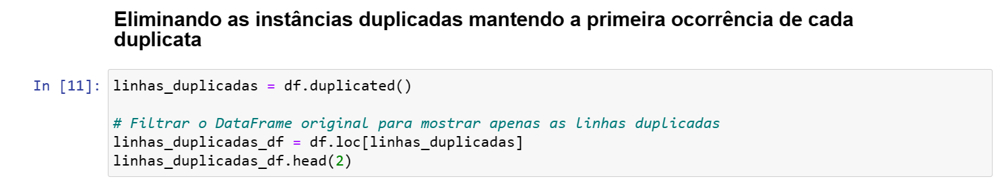 Eliminando as instâncias duplicadas mantendo a primeira ocorrência de cada
duplicata
In [11]: linhas_duplicadas = df.duplicated()
# Filtrar o DataFrame original para mostrar apenas as linhas duplicadas
linhas_duplicadas_df = df.loc[linhas_duplicadas]
linhas_duplicadas_df.head(2)